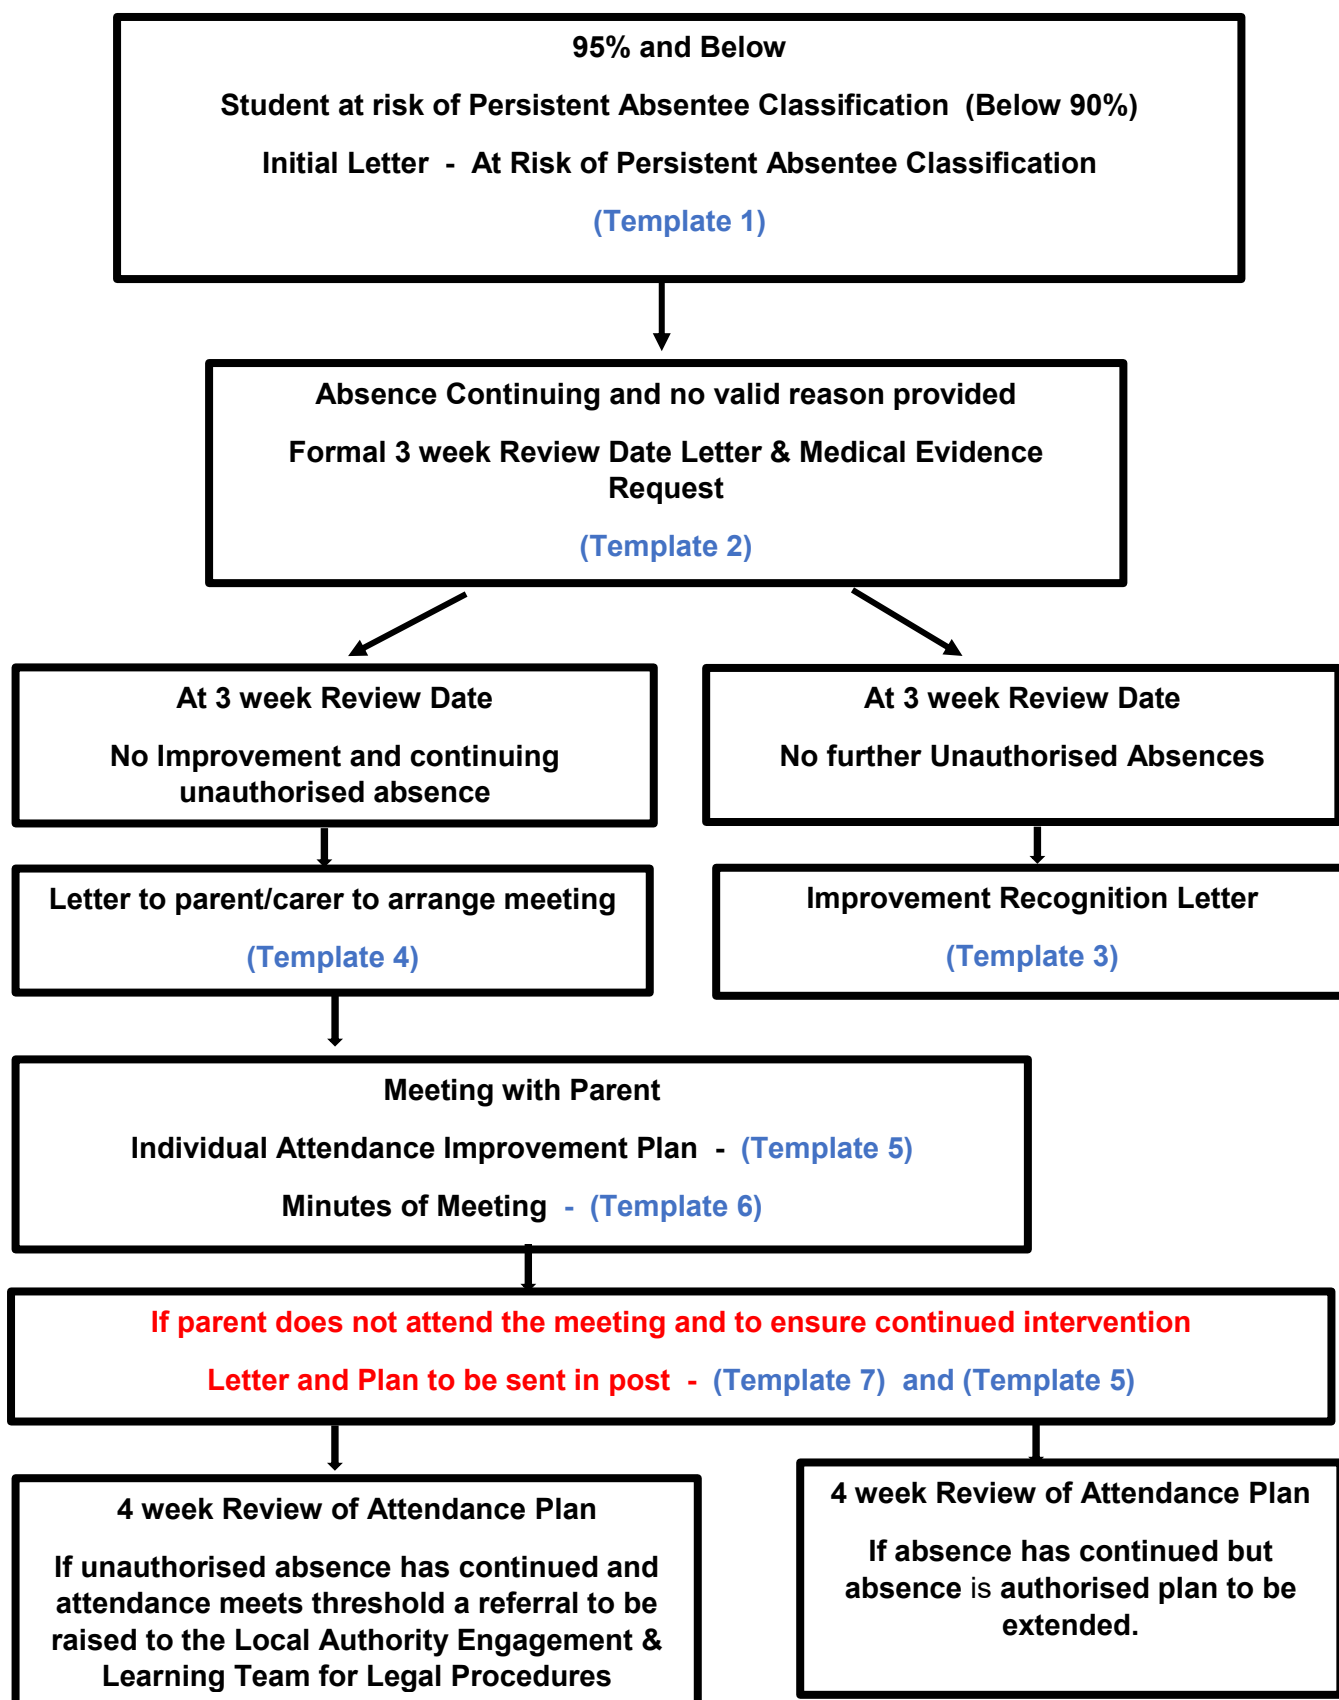 95% and Below
Student at risk of Persistent Absentee Classification (Below 90%)
Initial Letter - At Risk of Persistent Absentee Classification
(Template 1)
Absence Continuing and no valid reason provided
Formal 3 week Review Date Letter & Medical Evidence
Request
(Template 2)
At 3 week Review Date
No Improvement and continuing
unauthorised absence
At 3 week Review Date
No further Unauthorised Absences
Letter to parent/carer to arrange meeting
(Template 4)
Improvement Recognition Letter
(Template 3)
Meeting with Parent
Individual Attendance Improvement Plan - (Template 5)
Minutes of Meeting - (Template 6)
If parent does not attend the meeting and to ensure continued intervention
Letter and Plan to be sent in post - (Template 7) and (Template 5)
4 week Review of Attendance Plan
If unauthorised absence has continued and
attendance meets threshold a referral to be
raised to the Local Authority Engagement &
Learning Team for Legal Procedures
4 week Review of Attendance Plan
If absence has continued but
absence is authorised plan to be
extended.